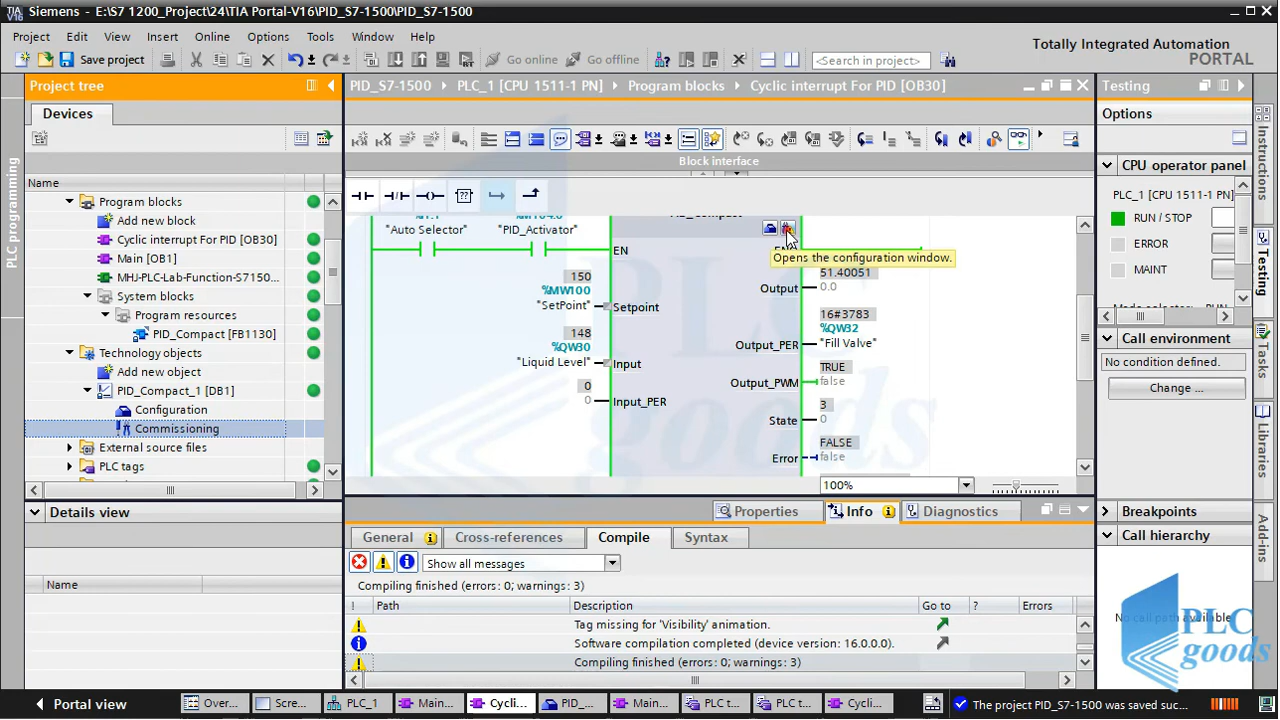 Siemens - E:\S7 1200_Project\24\TIA Portal-V16\PID_S7-1500\PID_S7-1500
Project Edit View Insert Online Options Tools Window Help
Totally Integrated Automation
PORTAL
Save project
Go online
Go offline
<Search in project>
Project tree
PID_S7-1500 PLC_1 [CPU 1511-1 PN] Program blocks Cyclic interrupt For PID [OB30]
Testing
Devices
Options
Block interface
CPU operator panel
PLC_1 [CPU 1511-1 PN]
RUN / STOP
ERROR
MAINT
Name
Program blocks
Add new block
Cyclic interrupt For PID [OB30]
Main [OB1]
MHJ-PLC-Lab-Function-S7150...
System blocks
Program resources
PID_Compact [FB1130]
Technology objects
Add new object
PID_Compact_1 [DB1]
Configuration
Commissioning
External source files
PLC tags
"Auto Selector"
"PID_Activator"
EN
Opens the configuration window.
150
%MW100
"SetPoint"
Setpoint
148
%QW30
"Liquid Level"
Input
0
0
Input_PER
51.40051
Output
0.0
16#3783
%QW32
Output_PER
"Fill Valve"
TRUE
Output_PWM
false
3
State
0
FALSE
Error
false
100%
Call environment
No condition defined.
Change ...
Breakpoints
Call hierarchy
PLC programming
Instructions
Testing
Tasks
Libraries
Add-ins
Details view
Name
Properties
Info
Diagnostics
General
Cross-references
Compile
Syntax
Show all messages
Compiling finished (errors: 0; warnings: 3)
! Path Description Go to ? Errors
Tag missing for 'Visibility' animation.
Software compilation completed (device version: 16.0.0.0).
Compiling finished (errors: 0; warnings: 3)
PLC
goods
PLC
goods
Portal view
Over...
Scre...
PLC_1
Main...
Cycli...
PID_...
Main...
PLC t...
PLC t...
Cycli...
The project PID_S7-1500 was saved suc...